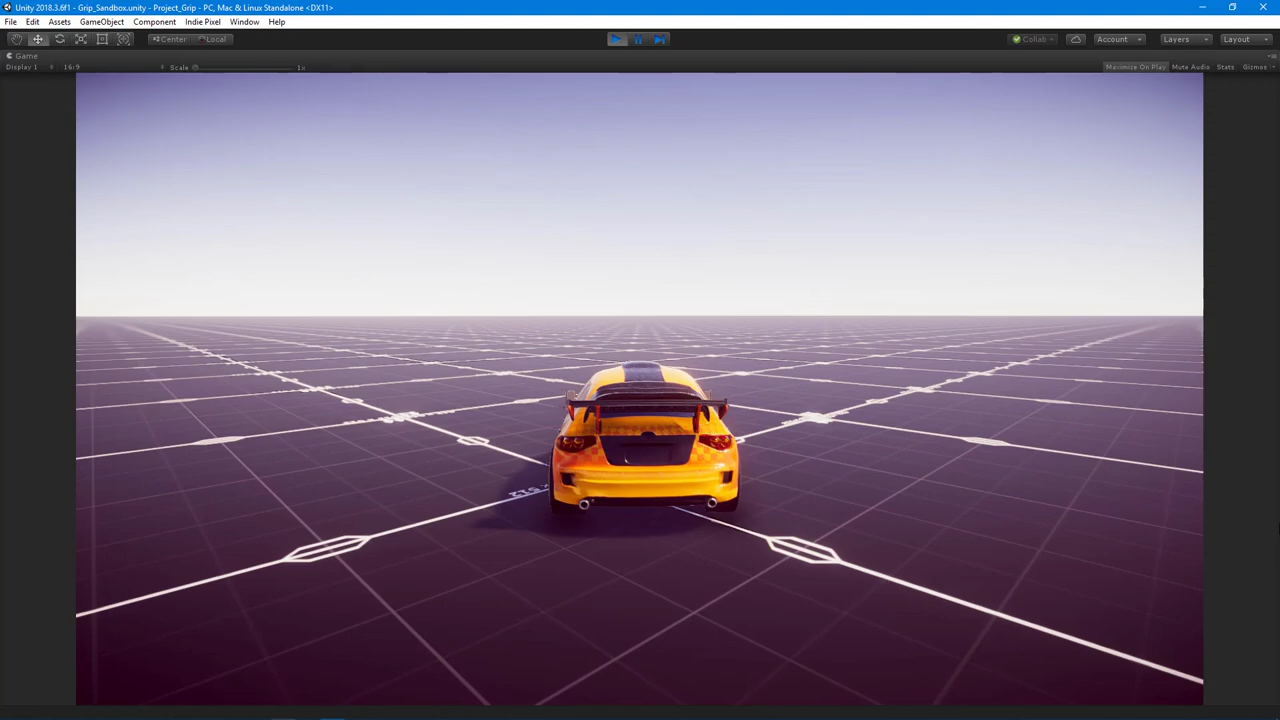 Unity 2018.3.6f1 - Grip_Sandbox.unity - Project_Grip - PC, Mac & Linux Standalone <DX11>
File Edit Assets GameObject Component Indie Pixel Window Help
Center Local Collab Account Layers Layout
Game
Display 1 16:9 Scale 1x Maximize On Play Mute Audio Stats Gizmos